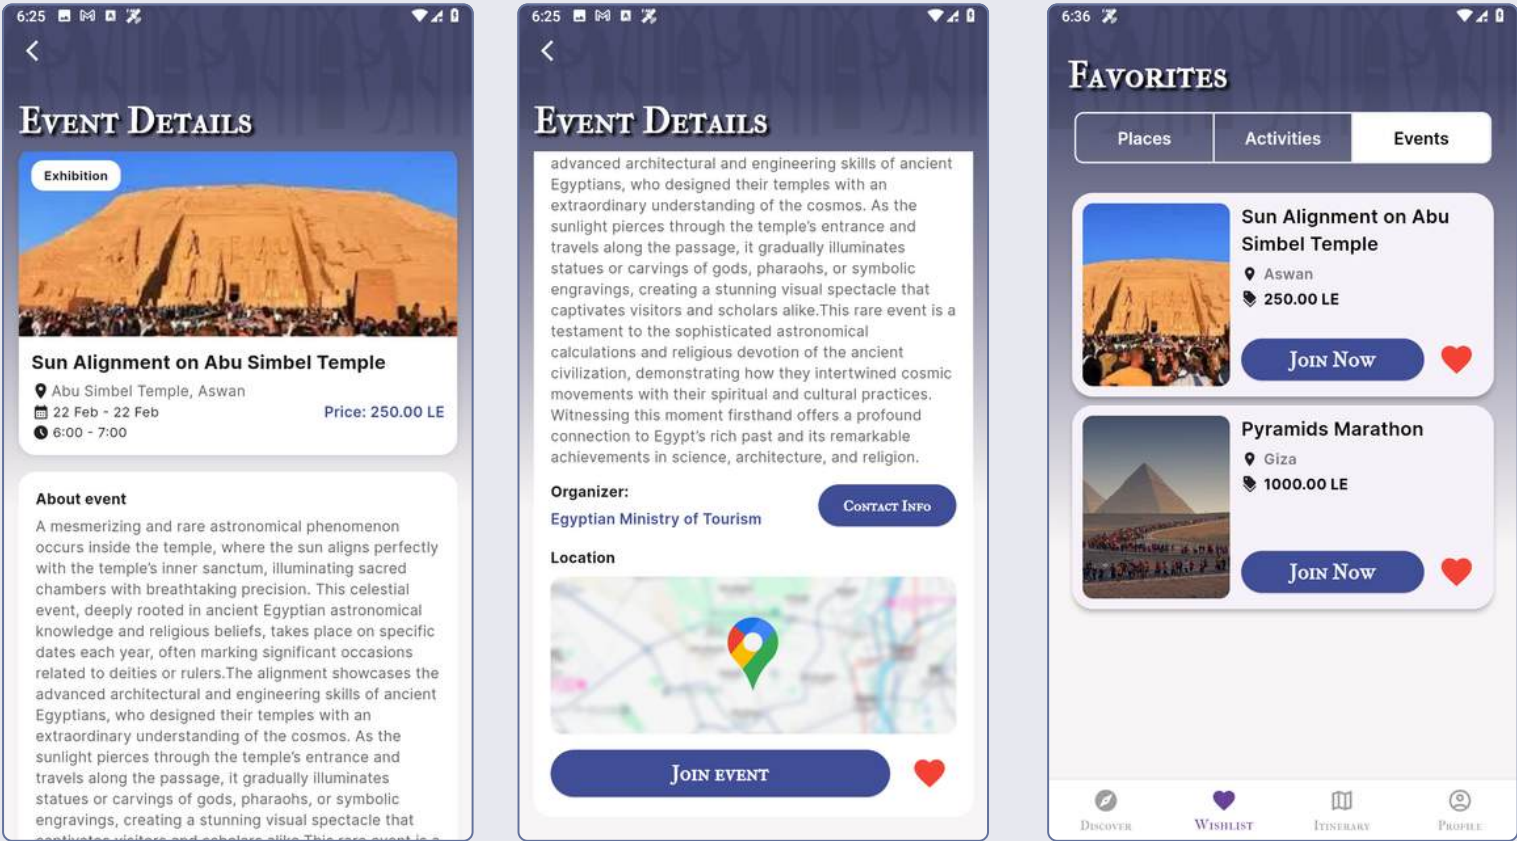 6:25
Event Details
Exhibition
Sun Alignment on Abu Simbel Temple
Abu Simbel Temple, Aswan
22 Feb - 22 Feb
Price: 250.00 LE
6:00 - 7:00
About event
A mesmerizing and rare astronomical phenomenon
occurs inside the temple, where the sun aligns perfectly
with the temple's inner sanctum, illuminating sacred
chambers with breathtaking precision. This celestial
event, deeply rooted in ancient Egyptian astronomical
knowledge and religious beliefs, takes place on specific
dates each year, often marking significant occasions
related to deities or rulers.The alignment showcases the
advanced architectural and engineering skills of ancient
Egyptians, who designed their temples with an
extraordinary understanding of the cosmos. As the
sunlight pierces through the temple's entrance and
travels along the passage, it gradually illuminates
statues or carvings of gods, pharaohs, or symbolic
engravings, creating a stunning visual spectacle that
captivates visitors and scholars alike.This rare event is a
6:25
Event Details
advanced architectural and engineering skills of ancient
Egyptians, who designed their temples with an
extraordinary understanding of the cosmos. As the
sunlight pierces through the temple's entrance and
travels along the passage, it gradually illuminates
statues or carvings of gods, pharaohs, or symbolic
engravings, creating a stunning visual spectacle that
captivates visitors and scholars alike.This rare event is a
testament to the sophisticated astronomical
calculations and religious devotion of the ancient
civilization, demonstrating how they intertwined cosmic
movements with their spiritual and cultural practices.
Witnessing this moment firsthand offers a profound
connection to Egypt's rich past and its remarkable
achievements in science, architecture, and religion.
Organizer:
Egyptian Ministry of Tourism
Contact Info
Location
Join event
6:36
Favorites
Places
Activities
Events
Sun Alignment on Abu
Simbel Temple
Aswan
250.00 LE
Join Now
Pyramids Marathon
Giza
1000.00 LE
Join Now
Discover
Wishlist
Itinerary
Profile